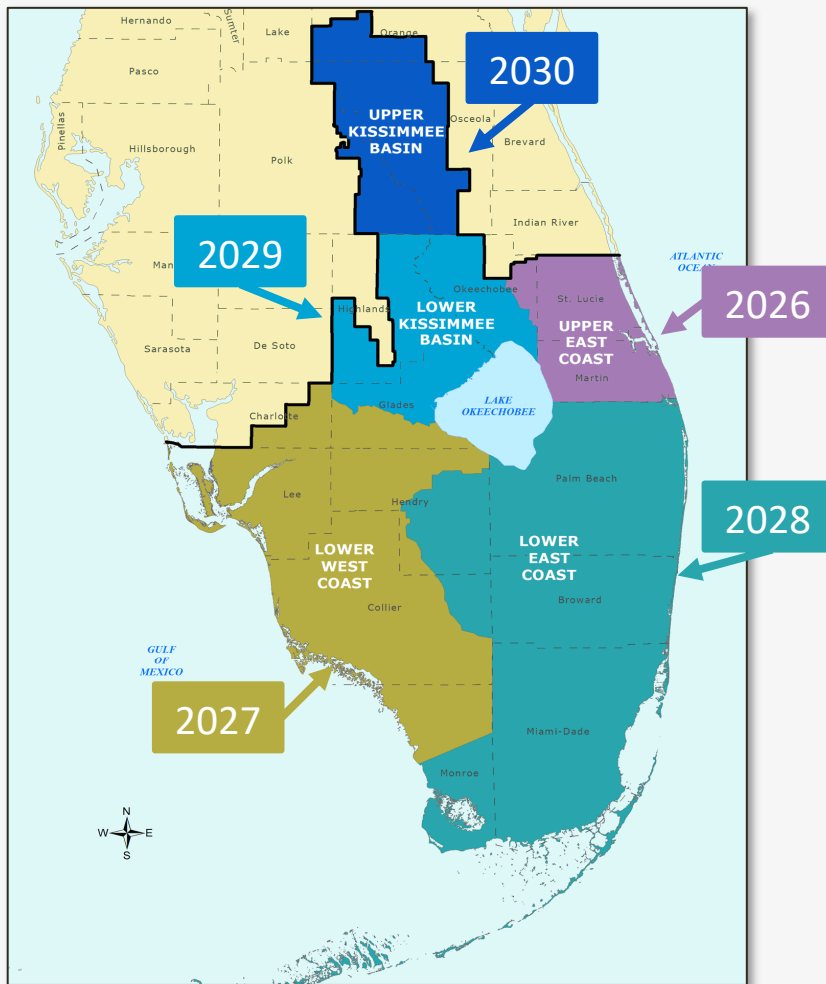 Hernando
Sumter
Lake
Orange
Pasco
2030
Osceola
UPPER
KISSIMMEE
BASIN
Pinellas
Hillsborough
Polk
Brevard
Indian River
2029
Man
ATLANTIC
OCEAN
Okeechobee
St. Lucie
2026
Highlands
LOWER
KISSIMMEE
BASIN
UPPER
EAST
COAST
Sarasota
De Soto
Martin
Glades
LAKE
OKEECHOBEE
Charlotte
Palm Beach
Lee
Hendry
2028
LOWER
WEST
COAST
LOWER
EAST
COAST
Collier
Broward
GULF
OF
MEXICO
2027
Miami-Dade
Monroe
N
W
E
S